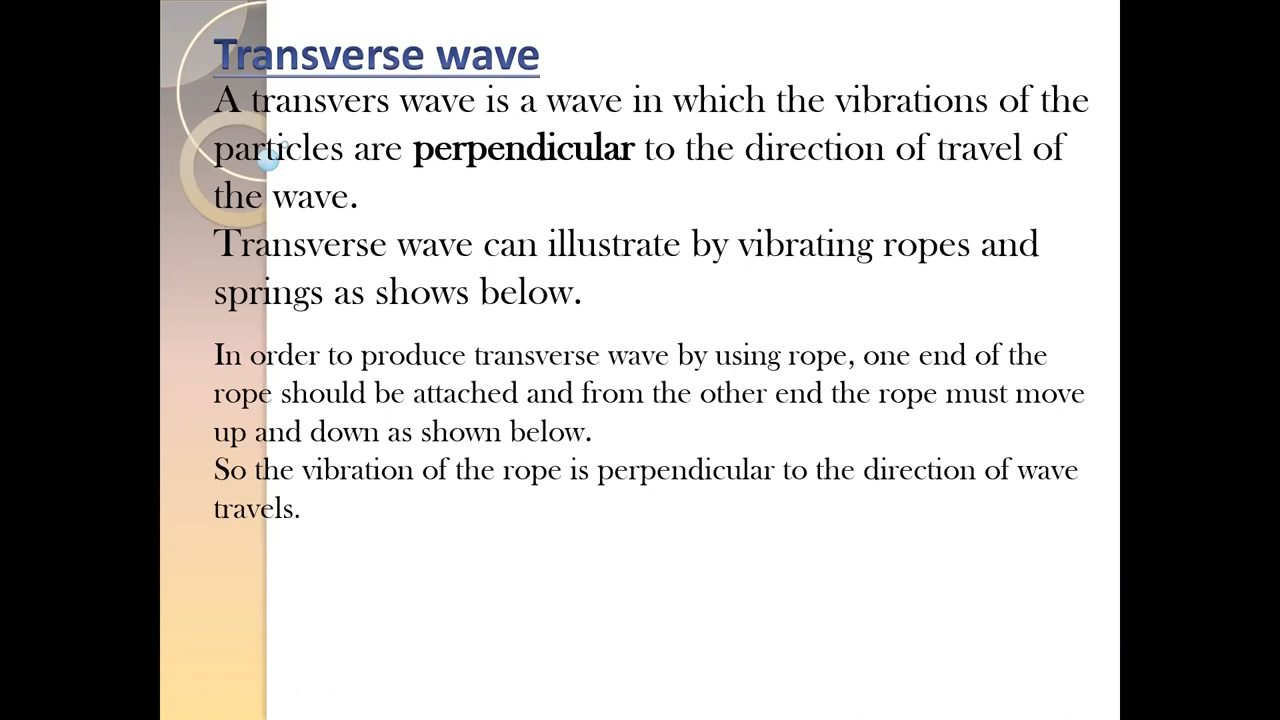 Transverse wave
A transvers wave is a wave in which the vibrations of the
particles are perpendicular to the direction of travel of
the wave.
Transverse wave can illustrate by vibrating ropes and
springs as shows below.
In order to produce transverse wave by using rope, one end of the
rope should be attached and from the other end the rope must move
up and down as shown below.
So the vibration of the rope is perpendicular to the direction of wave
travels.